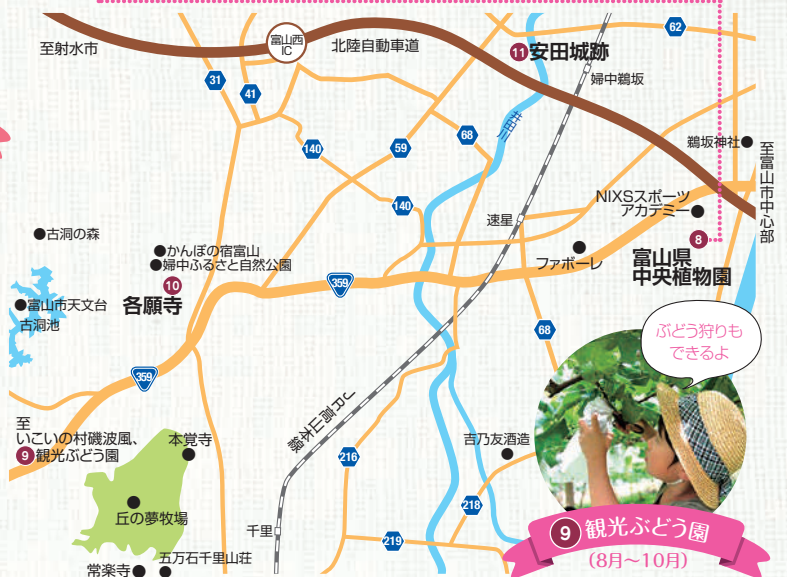 至射水市
富山西
IC
北陸自動車道
11 安田城跡
62
31
41
婦中鵜坂
井田川
68
140
59
鵜坂神社
至富山市中心部
NIXSスポーツ
アカデミー
140
速星
8
富山県
中央植物園
ファボーレ
古洞の森
かんぽの宿富山
婦中ふるさと自然公園
10
各願寺
359
富山市天文台
古洞池
68
ぶどう狩りも
できるよ
359
JR高山本線
至
いこいの村磯波風、
9 観光ぶどう園
本覚寺
吉乃友酒造
216
丘の夢牧場
218
千里
219
9 観光ぶどう園
(8月〜10月)
常楽寺
五万石千里山荘